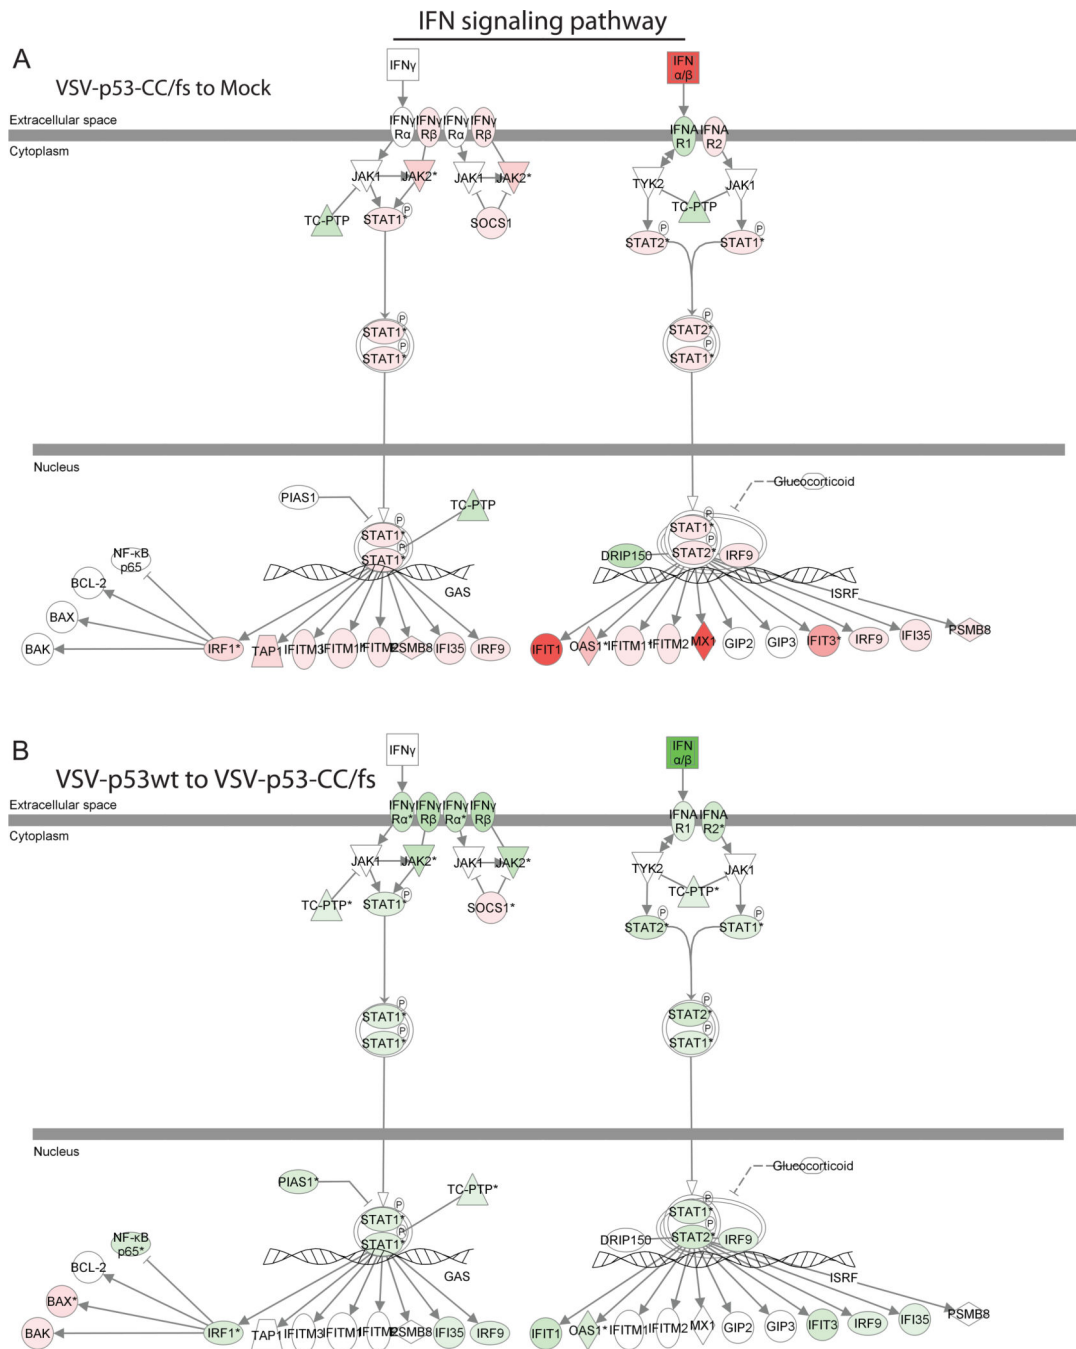 IFN signaling pathway
A
VSV-p53-CC/fs to Mock
IFNγ
IFN
α/β
Extracellular space
Cytoplasm
IFNγ
Rα
IFNγ
Rβ
IFNγ
Rα
IFNγ
Rβ
IFNA
R1
IFNA
R2
JAK1
JAK2*
JAK1
JAK2*
TYK2
JAK1
TC-PTP
STAT1*
P
SOCS1
TC-PTP
STAT2*
P
STAT1*
P
STAT1*
P
STAT1*
P
STAT2*
P
STAT1*
P
Nucleus
PIAS1
TC-PTP
Glucocorticoid
STAT1*
P
STAT1*
P
STAT1*
P
STAT2*
P
DRIP150
IRF9
NF-κB
p65
BCL-2
BAX
BAK
GAS
ISRF
IRF1*
TAP1
IFITM3
IFITM1*
IFITM2
PSMB8
IFI35
IRF9
IFIT1
OAS1*
IFITM1*
IFITM2
MX1
GIP2
GIP3
IFIT3*
IRF9
IFI35
PSMB8
B
VSV-p53wt to VSV-p53-CC/fs
IFNγ
IFN
α/β
Extracellular space
Cytoplasm
IFNγ
Rα*
IFNγ
Rβ
IFNγ
Rα*
IFNγ
Rβ
IFNA
R1
IFNA
R2*
JAK1
JAK2*
JAK1
JAK2*
TYK2
JAK1
TC-PTP*
STAT1*
P
SOCS1*
TC-PTP*
STAT2*
P
STAT1*
P
STAT1*
P
STAT1*
P
STAT2*
P
STAT1*
P
Nucleus
PIAS1*
TC-PTP*
Glucocorticoid
STAT1*
P
STAT1*
P
STAT1*
P
STAT2*
P
DRIP150
IRF9
NF-κB
p65*
BCL-2
BAX*
BAK
GAS
ISRF
IRF1*
TAP1
IFITM3
IFITM1
IFITM2
PSMB8
IFI35
IRF9
IFIT1
OAS1*
IFITM1
IFITM2
MX1
GIP2
GIP3
IFIT3
IRF9
IFI35
PSMB8